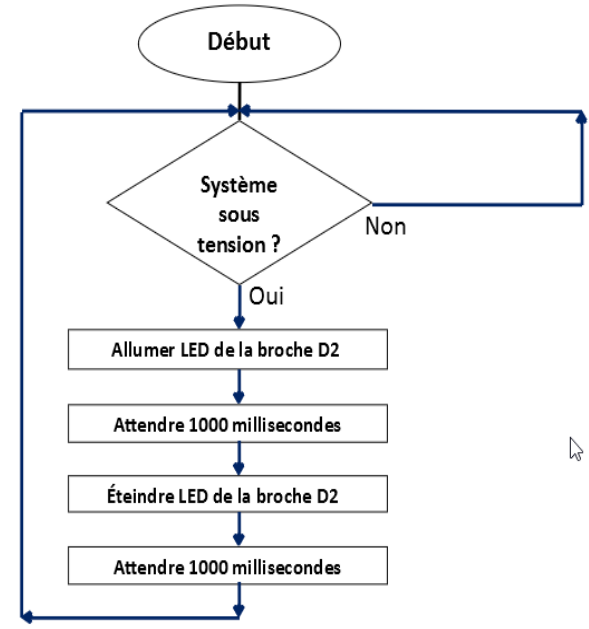 Début
Système
sous
tension ?
Non
Oui
Allumer LED de la broche D2
Attendre 1000 millisecondes
Éteindre LED de la broche D2
Attendre 1000 millisecondes